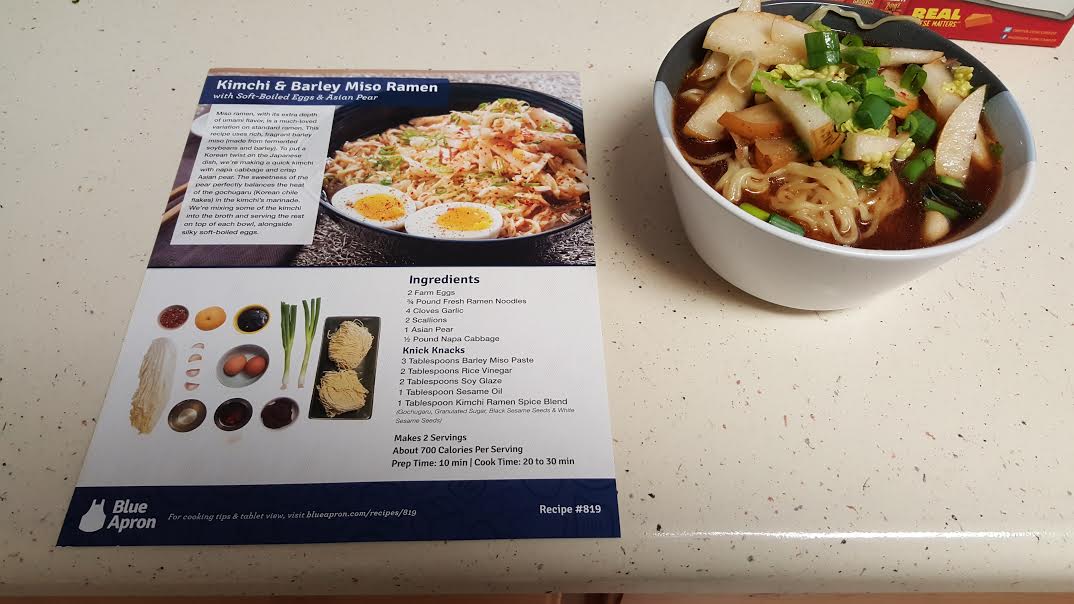 Kimchi & Barley Miso Ramen
with Soft-Boiled Eggs & Asian Pear
Miso ramen, with its extra depth
of umami flavor, is a much-loved
variation on standard ramen. This
recipe uses rich, fragrant barley
miso (made from fermented
soybeans and barley). To put a
Korean twist on the Japanese
dish, we're making a quick kimchi
with napa cabbage and crisp
Asian pear. The sweetness of the
pear perfectly balances the heat
of the gochugaru (Korean chile
flakes) in the kimchi's marinade.
We're mixing some of the kimchi
into the broth and serving the rest
on top of each bowl, alongside
silky soft-boiled eggs.
Ingredients
2 Farm Eggs
¾ Pound Fresh Ramen Noodles
4 Cloves Garlic
2 Scallions
1 Asian Pear
½ Pound Napa Cabbage
Knick Knacks
3 Tablespoons Barley Miso Paste
2 Tablespoons Rice Vinegar
2 Tablespoons Soy Glaze
1 Tablespoon Sesame Oil
1 Tablespoon Kimchi Ramen Spice Blend
(Gochugaru, Granulated Sugar, Black Sesame Seeds & White
Sesame Seeds)
Makes 2 Servings
About 700 Calories Per Serving
Prep Time: 10 min | Cook Time: 20 to 30 min
Blue
Apron
For cooking tips & tablet view, visit blueapron.com/recipes/819
Recipe #819
REAL
MATTERS